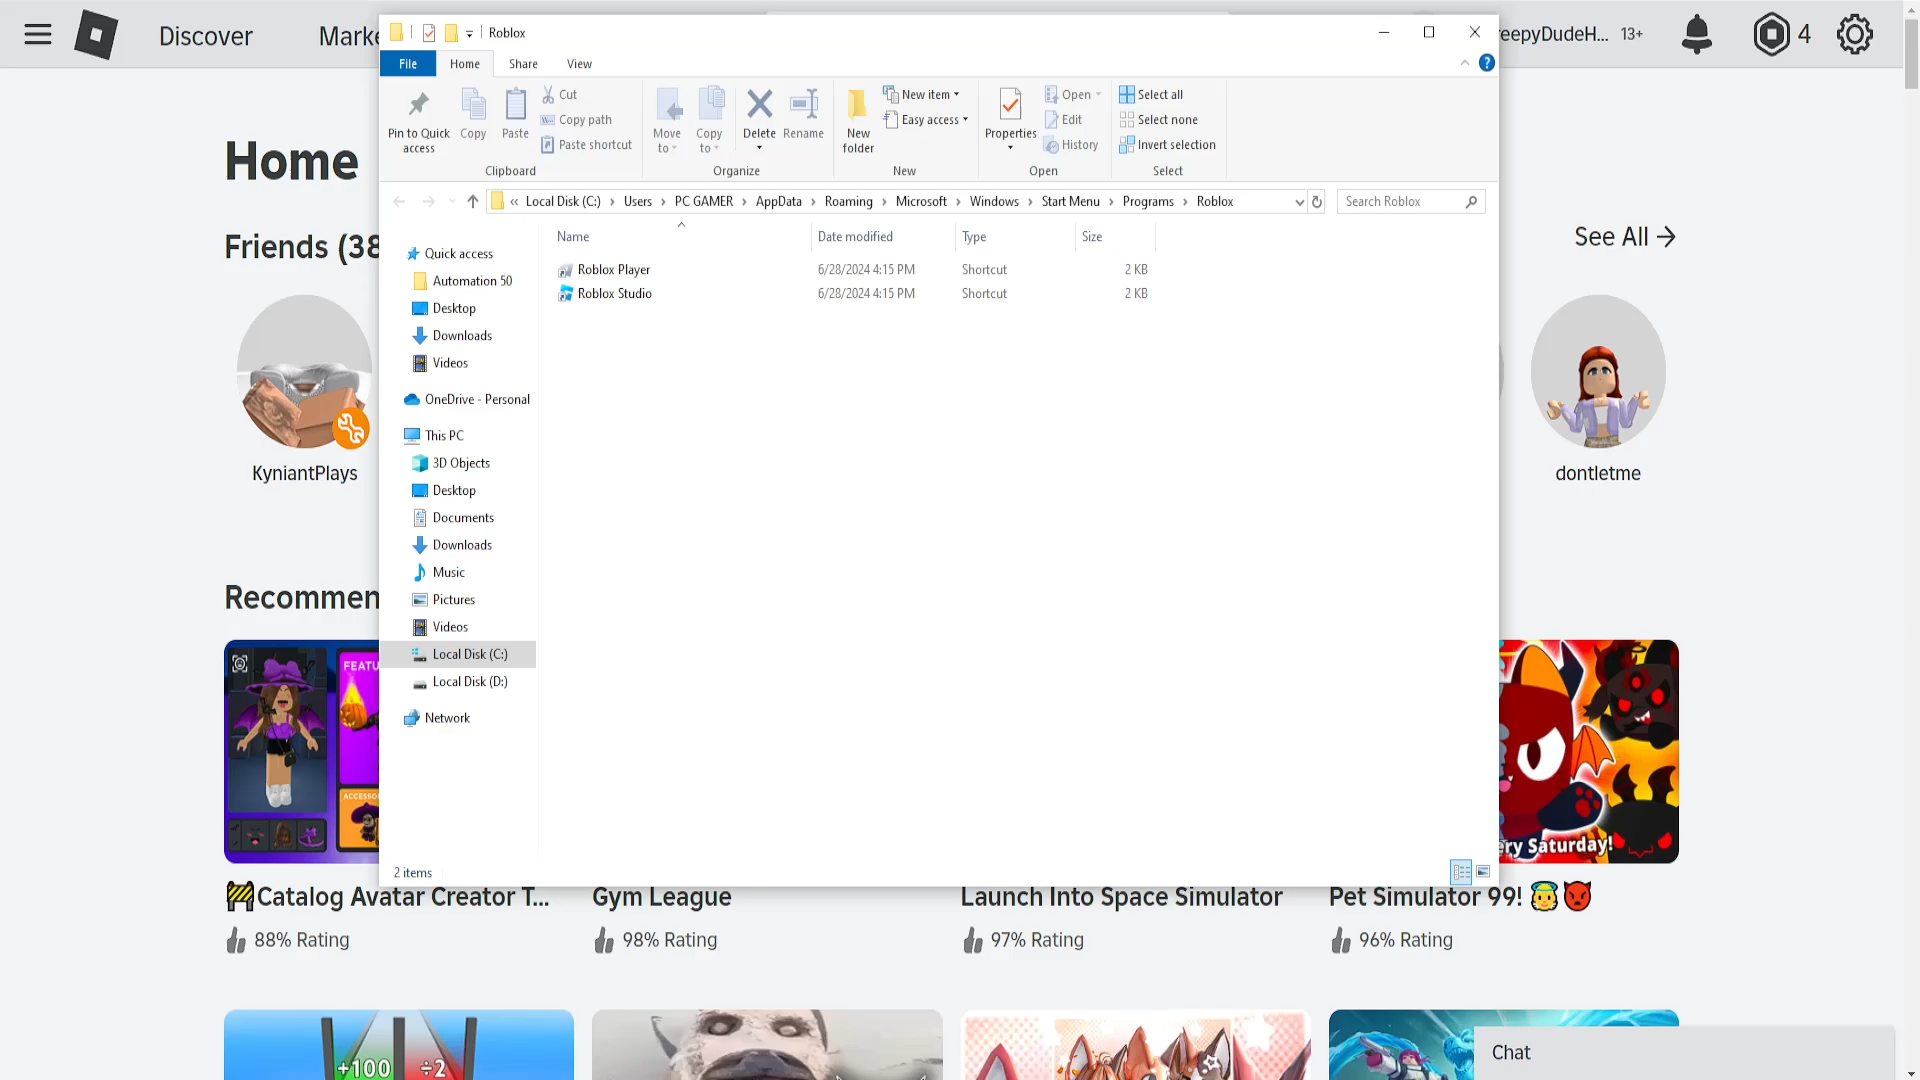 Discover
Marke
Roblox
reepyDudeH... 13+
4
File
Home
Share
View
Pin to Quick access
Copy
Paste
Cut
Copy path
Paste shortcut
Clipboard
Move to
Copy to
Delete
Rename
Organize
New folder
New item
Easy access
New
Properties
Open
Edit
History
Open
Select all
Select none
Invert selection
Select
« Local Disk (C:) › Users › PC GAMER › AppData › Roaming › Microsoft › Windows › Start Menu › Programs › Roblox
Search Roblox
Name Date modified Type Size
Roblox Player 6/28/2024 4:15 PM Shortcut 2 KB
Roblox Studio 6/28/2024 4:15 PM Shortcut 2 KB
Quick access
Automation 50
Desktop
Downloads
Videos
OneDrive - Personal
This PC
3D Objects
Desktop
Documents
Downloads
Music
Pictures
Videos
Local Disk (C:)
Local Disk (D:)
Network
2 items
Home
Friends (38
See All →
KyniantPlays
dontletme
Recommen
FEATU
ACCESSO
ery Saturday!
Catalog Avatar Creator T...
88% Rating
Gym League
98% Rating
Launch Into Space Simulator
97% Rating
Pet Simulator 99!
96% Rating
+100
÷2
Chat